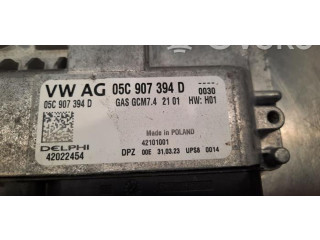 VW AG 05C 907 394 D 0030
05C 907 394 D GAS GCM7.4 21 01 HW: H01
Made in POLAND
42101001
DELPHI
42022454 DPZ 00E 31.03.23 UPS8 0014